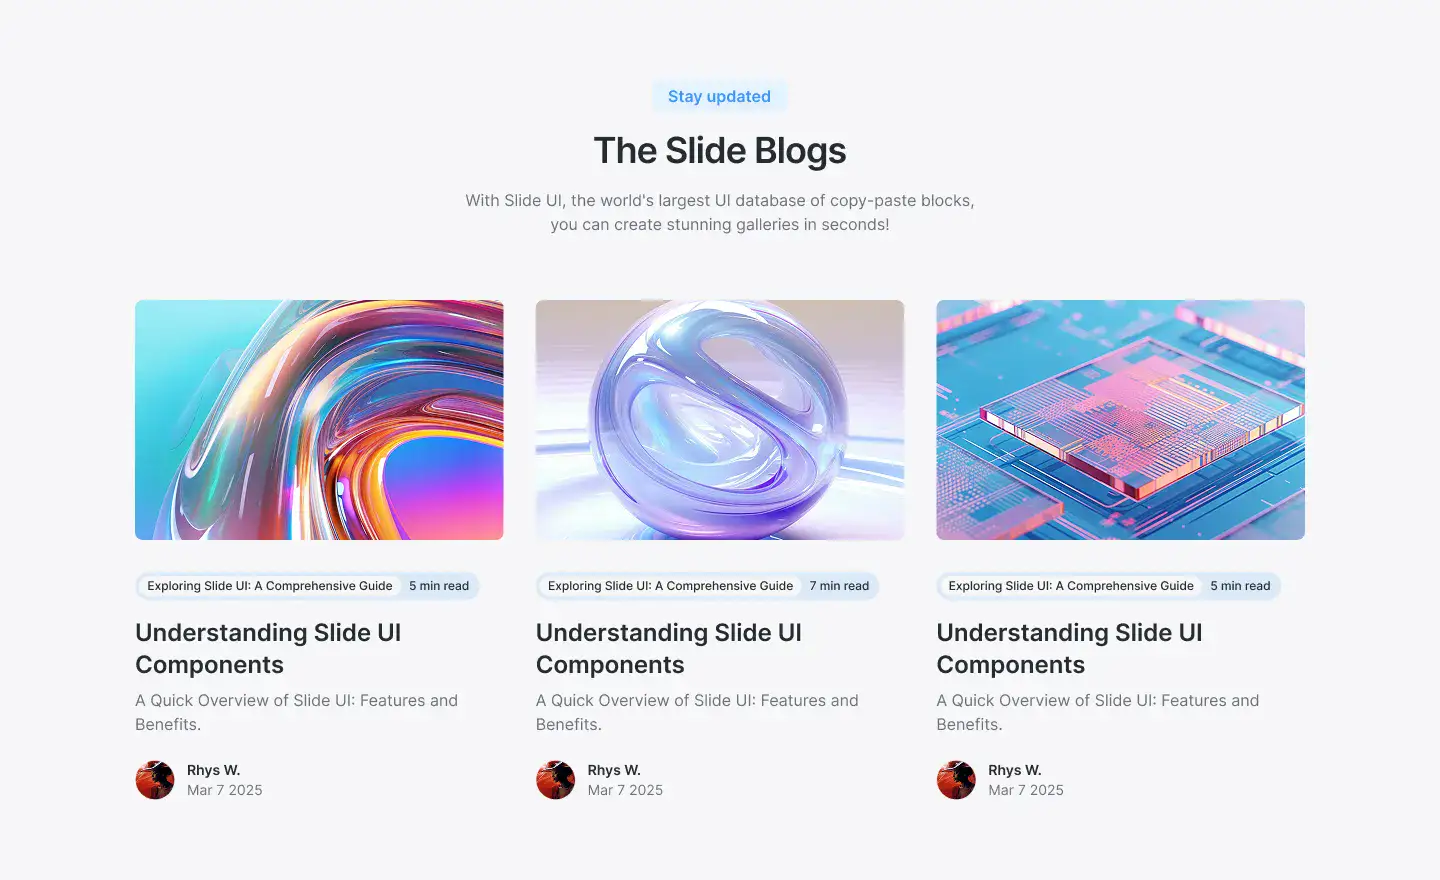 Stay updated
The Slide Blogs
With Slide UI, the world's largest UI database of copy-paste blocks,
you can create stunning galleries in seconds!
Exploring Slide UI: A Comprehensive Guide 5 min read
Understanding Slide UI
Components
A Quick Overview of Slide UI: Features and
Benefits.
Rhys W.
Mar 7 2025
Exploring Slide UI: A Comprehensive Guide 7 min read
Understanding Slide UI
Components
A Quick Overview of Slide UI: Features and
Benefits.
Rhys W.
Mar 7 2025
Exploring Slide UI: A Comprehensive Guide 5 min read
Understanding Slide UI
Components
A Quick Overview of Slide UI: Features and
Benefits.
Rhys W.
Mar 7 2025